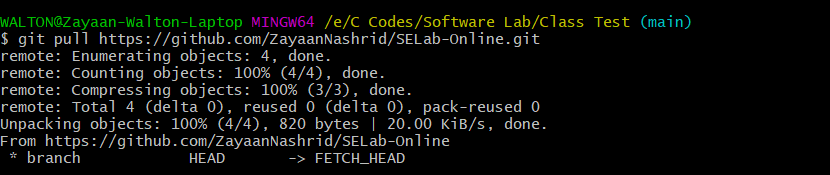 WALTON@Zayaan-Walton-Laptop MINGW64 /e/C Codes/Software Lab/Class Test (main)
$ git pull https://github.com/ZayaanNashrid/SELab-Online.git
remote: Enumerating objects: 4, done.
remote: Counting objects: 100% (4/4), done.
remote: Compressing objects: 100% (3/3), done.
remote: Total 4 (delta 0), reused 0 (delta 0), pack-reused 0
Unpacking objects: 100% (4/4), 820 bytes | 20.00 KiB/s, done.
From https://github.com/ZayaanNashrid/SELab-Online
 * branch            HEAD       -> FETCH_HEAD